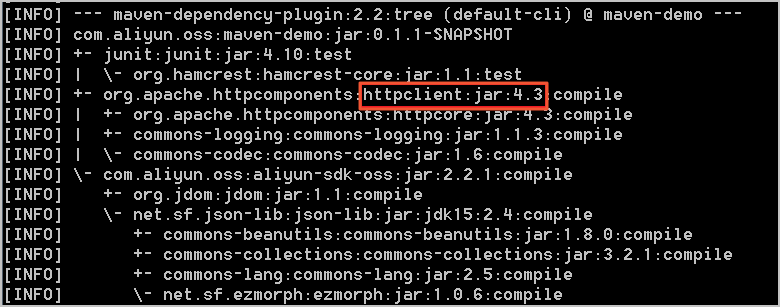 [INFO] --- maven-dependency-plugin:2.2:tree (default-cli) @ maven-demo ---
[INFO] com.aliyun.oss:maven-demo:jar:0.1.1-SNAPSHOT
[INFO] +- junit:junit:jar:4.10:test
[INFO] |  \- org.hamcrest:hamcrest-core:jar:1.1:test
[INFO] +- org.apache.httpcomponents:httpclient:jar:4.3:compile
[INFO] |  +- org.apache.httpcomponents:httpcore:jar:4.3:compile
[INFO] |  +- commons-logging:commons-logging:jar:1.1.3:compile
[INFO] |  \- commons-codec:commons-codec:jar:1.6:compile
[INFO] \- com.aliyun.oss:aliyun-sdk-oss:jar:2.2.1:compile
[INFO]    +- org.jdom:jdom:jar:1.1:compile
[INFO]    \- net.sf.json-lib:json-lib:jar:jdk15:2.4:compile
[INFO]       +- commons-beanutils:commons-beanutils:jar:1.8.0:compile
[INFO]       +- commons-collections:commons-collections:jar:3.2.1:compile
[INFO]       +- commons-lang:commons-lang:jar:2.5:compile
[INFO]       \- net.sf.ezmorph:ezmorph:jar:1.0.6:compile